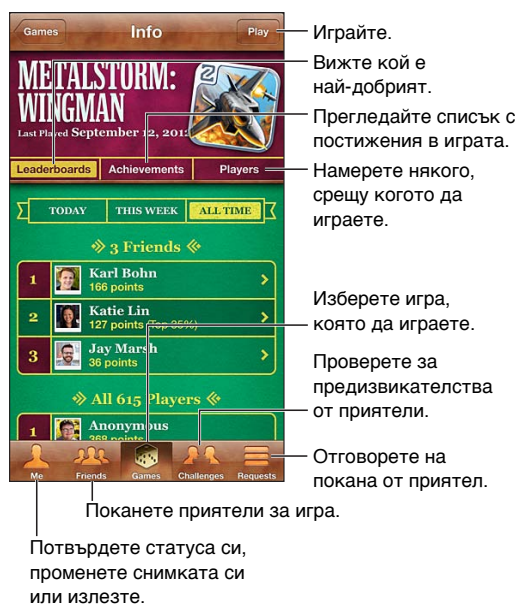 Games
Info
Play
METALSTORM:
WINGMAN
Last Played September 12, 2012
Leaderboards
Achievements
Players
TODAY
THIS WEEK
ALL TIME
3 Friends
1
Karl Bohn
166 points
2
Katie Lin
127 points (Top 35%)
3
Jay Marsh
36 points
All 615 Players
1
Anonymous
368 points
Me
Friends
Games
Challenges
Requests
Играйте.
Вижте кой е
най-добрият.
Прегледайте списък с
постижения в играта.
Намерете някого,
срещу когото да
играете.
Изберете игра,
която да играете.
Проверете за
предизвикателства
от приятели.
Отговорете на
покана от приятел.
Поканете приятели за игра.
Потвърдете статуса си,
променете снимката си
или излезте.